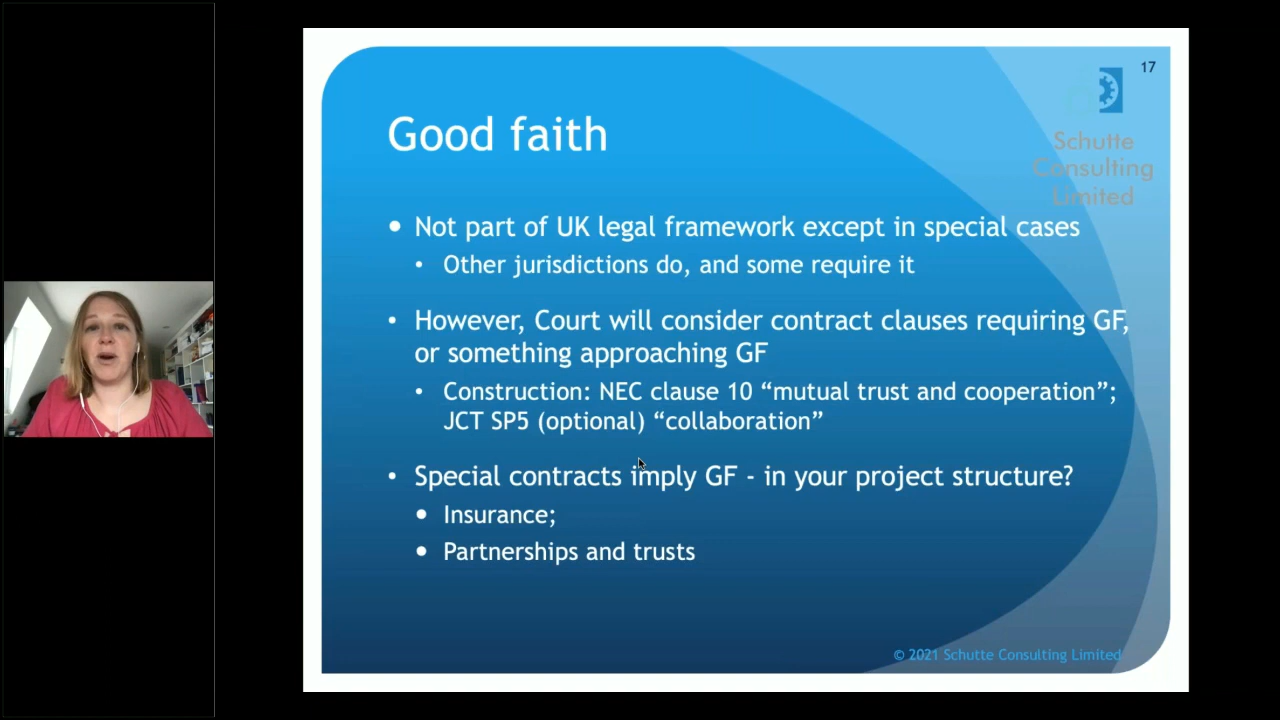 17
Schutte
Consulting
Limited
Good faith
• Not part of UK legal framework except in special cases
• Other jurisdictions do, and some require it
• However, Court will consider contract clauses requiring GF,
or something approaching GF
• Construction: NEC clause 10 “mutual trust and cooperation”;
JCT SP5 (optional) “collaboration”
• Special contracts imply GF - in your project structure?
• Insurance;
• Partnerships and trusts
© 2021 Schutte Consulting Limited